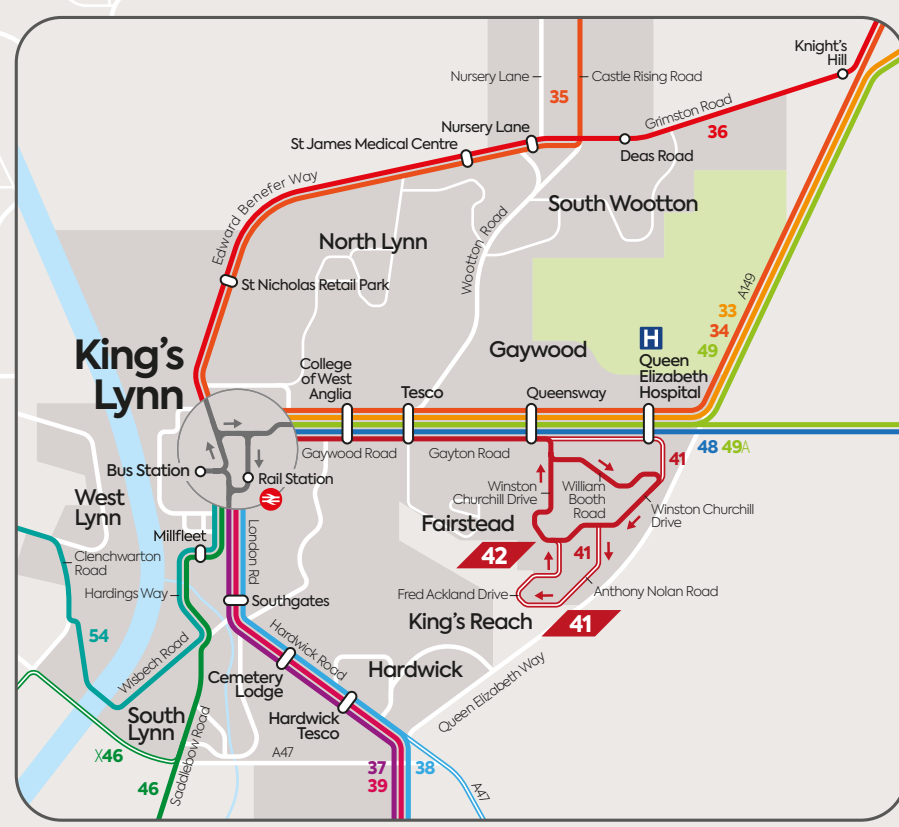 Knight's
Hill
Nursery Lane
Castle Rising Road
35
Grimston Road
36
Nursery Lane
St James Medical Centre
Deas Road
Edward Benefer Way
South Wootton
Wootton Road
North Lynn
St Nicholas Retail Park
A149
33
34
49
King's
Lynn
Gaywood
H
Queen
Elizabeth
Hospital
College
of West
Anglia
Tesco
Queensway
Gaywood Road
Gayton Road
48 49A
41
Bus Station
Rail Station
Winston
Churchill Drive
William
Booth
Road
Winston Churchill
Drive
West
Lynn
Fairstead
42
41
Millfleet
London Rd
Clenchwarton
Road
Hardings Way
Fred Ackland Drive
Anthony Nolan Road
Southgates
King's Reach
41
54
Wisbech Road
Hardwick Road
Cemetery
Lodge
Hardwick
Queen Elizabeth Way
South
Lynn
Hardwick
Tesco
Saddlebow Road
A47
X46
46
37
39
38
A47